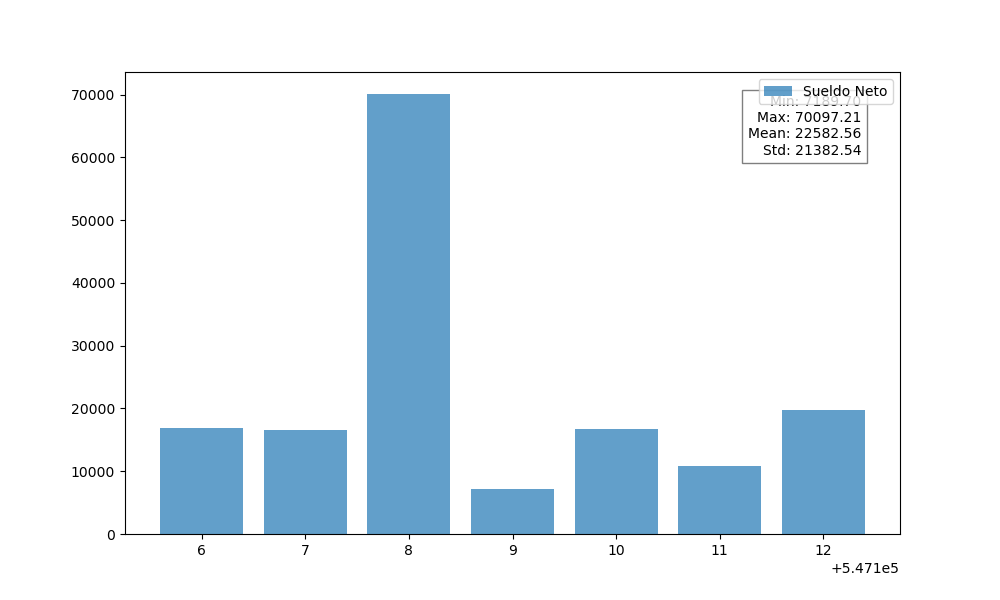 70000
60000
50000
40000
30000
20000
10000
0
Sueldo Neto
Min: 7189.70
Max: 70097.21
Mean: 22582.56
Std: 21382.54
6 7 8 9 10 11 12
+5.471e5